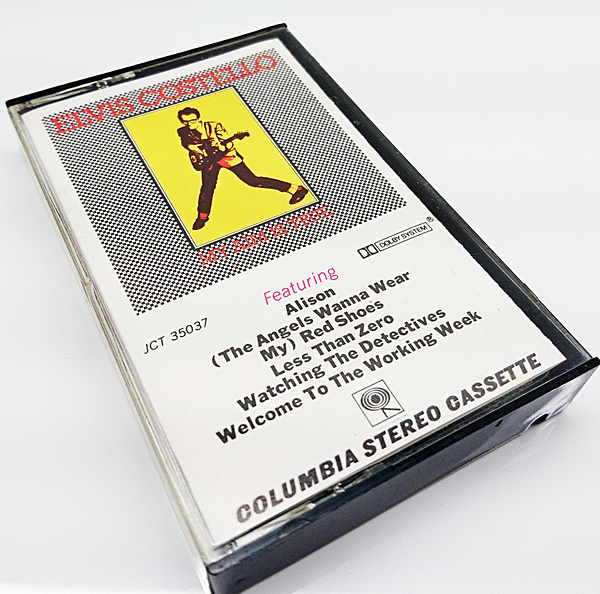 ELVIS COSTELLO
MY AIM IS TRUE
DOLBY SYSTEM®
JCT 35037
Featuring
Alison
(The Angels Wanna Wear
My) Red Shoes
Less Than Zero
Watching The Detectives
Welcome To The Working Week
COLUMBIA STEREO CASSETTE